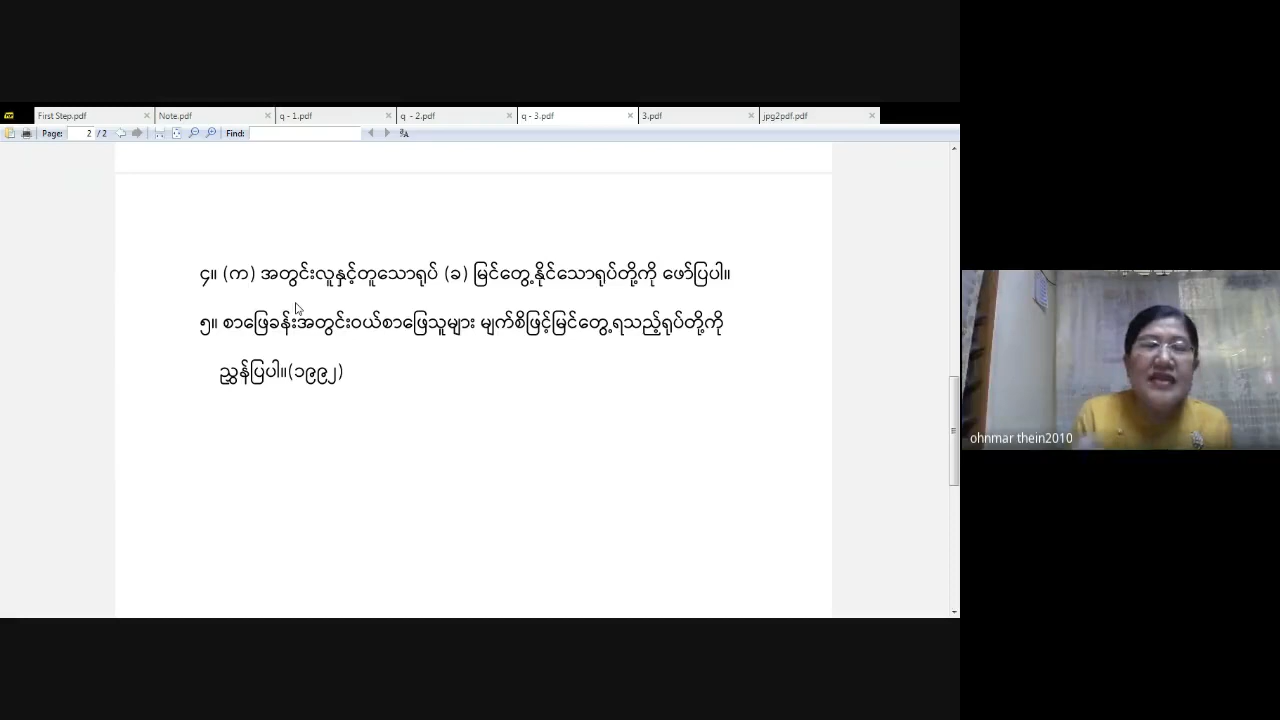 First Step.pdf
Note.pdf
q - 1.pdf
q - 2.pdf
q - 3.pdf
3.pdf
jpg2pdf.pdf
Page: 2 / 2 Find:
၄။ (က) အတွင်းလူနှင့်တူသောရုပ် (ခ) မြင်တွေ့နိုင်သောရုပ်တို့ကို ဖော်ပြပါ။
၅။ စာဖြေခန်းအတွင်းဝယ်စာဖြေသူများ မျက်စိဖြင့်မြင်တွေ့ရသည့်ရုပ်တို့ကို
ညွှန်ပြပါ။(၁၉၉၂)
ohnmar thein2010